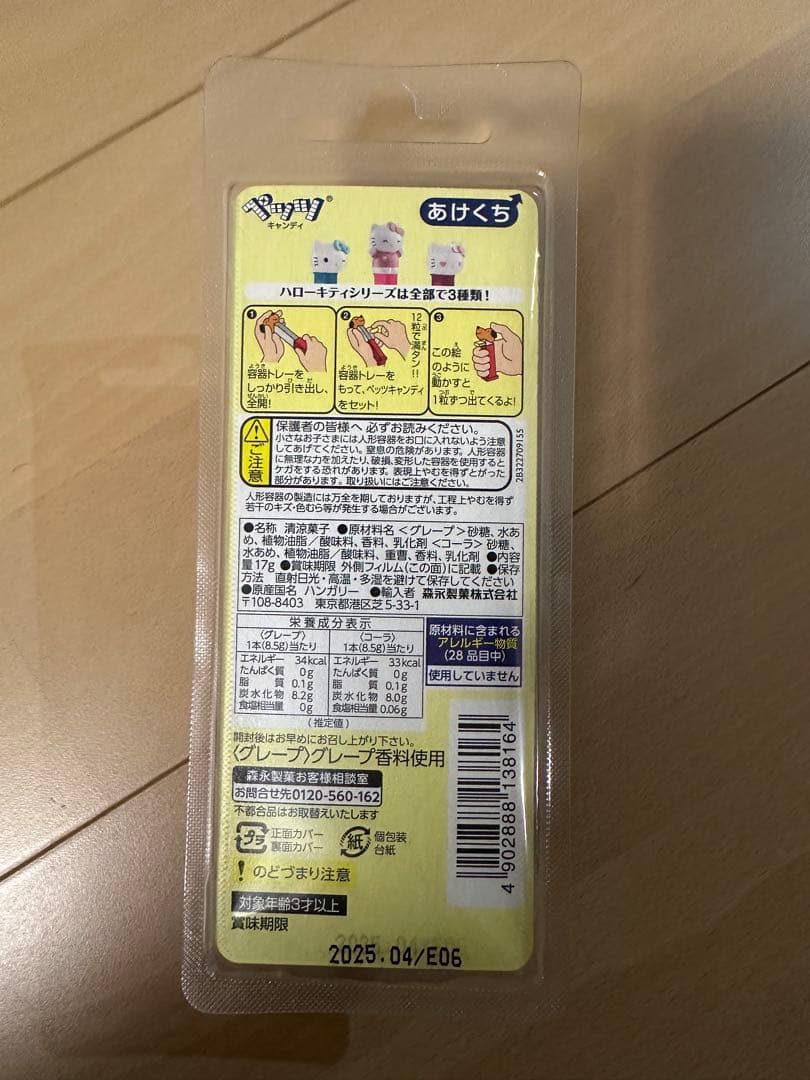 ペッツ®
キャンディ
あけくち
ハローキティシリーズは全部で3種類！
❶
容器トレーを
しっかり引き出し、
全開!
❷
12粒で満タン!!
容器トレーを
もって、ペッツキャンディ
をセット!
❸
この絵
のように
動かすと
1粒ずつ出てくるよ!
ご注意
保護者の皆様へ 必ずお読みください。
小さなお子さまには人形容器をお口に入れないよう注意
してあげてください。窒息の危険があります。人形容器
に無理な力を加えたり、破損、変形した容器を使用すると
ケガをする恐れがあります。表現上やむを得ずとがった
部分があります。取り扱いにはご注意ください。
2B32270915S
人形容器の製造には万全を期しておりますが、工程上やむを得ず
若干のキズ・色むら等が発生する場合がございます。
●名称 清涼菓子 ●原材料名 〈グレープ〉砂糖、水あ
め、植物油脂／酸味料、香料、乳化剤 〈コーラ〉砂糖、
水あめ、植物油脂／酸味料、重曹、香料、乳化剤 ●内容
量17g ●賞味期限 外側フィルム(この面)に記載 ●保存
方法 直射日光・高温・多湿を避けて保存してください
●原産国名 ハンガリー ●輸入者 森永製菓株式会社
〒108-8403 東京都港区芝5-33-1
栄養成分表示
〈グレープ〉
1本(8.5g)当たり
エネルギー 34kcal
たんぱく質 0g
脂質 0.1g
炭水化物 8.2g
食塩相当量 0g
〈コーラ〉
1本(8.5g)当たり
エネルギー 33kcal
たんぱく質 0g
脂質 0.1g
炭水化物 8.0g
食塩相当量 0.06g
(推定値)
原材料に含まれる
アレルギー物質
(28品目中)
使用していません
開封後はお早めにお召し上がり下さい。
〈グレープ〉グレープ香料使用
森永製菓お客様相談室
お問合せ先0120-560-162
不都合品はお取替えいたします
プラ
正面カバー
裏面カバー
紙
個包装
台紙
! のどづまり注意
対象年齢3才以上
賞味期限
2025.04/E06
4 902888 138164